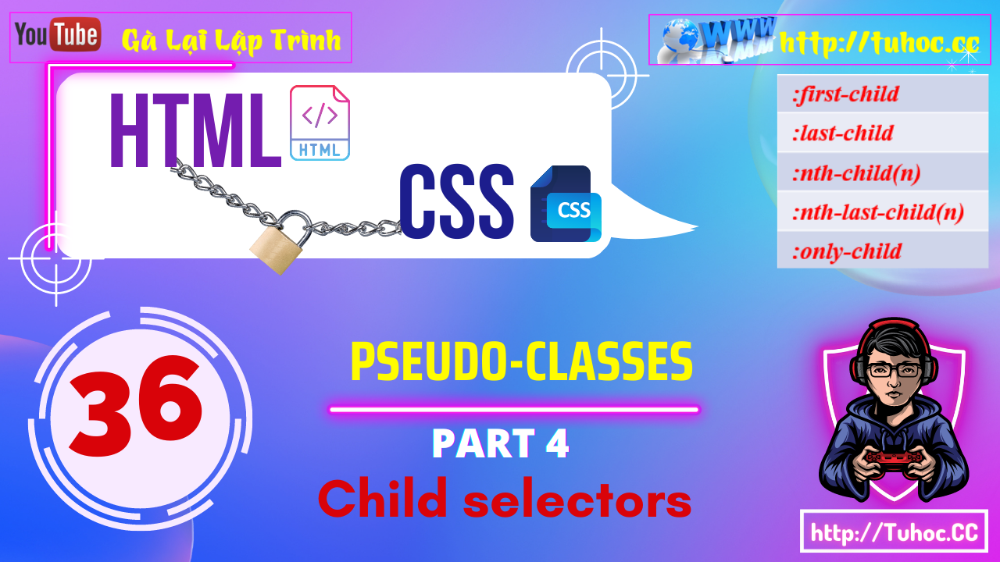 YouTube
Gà Lại Lập Trình
WWW
http://tuhoc.cc
HTML
HTML
CSS
CSS
:first-child
:last-child
:nth-child(n)
:nth-last-child(n)
:only-child
36
PSEUDO-CLASSES
PART 4
Child selectors
http://Tuhoc.CC